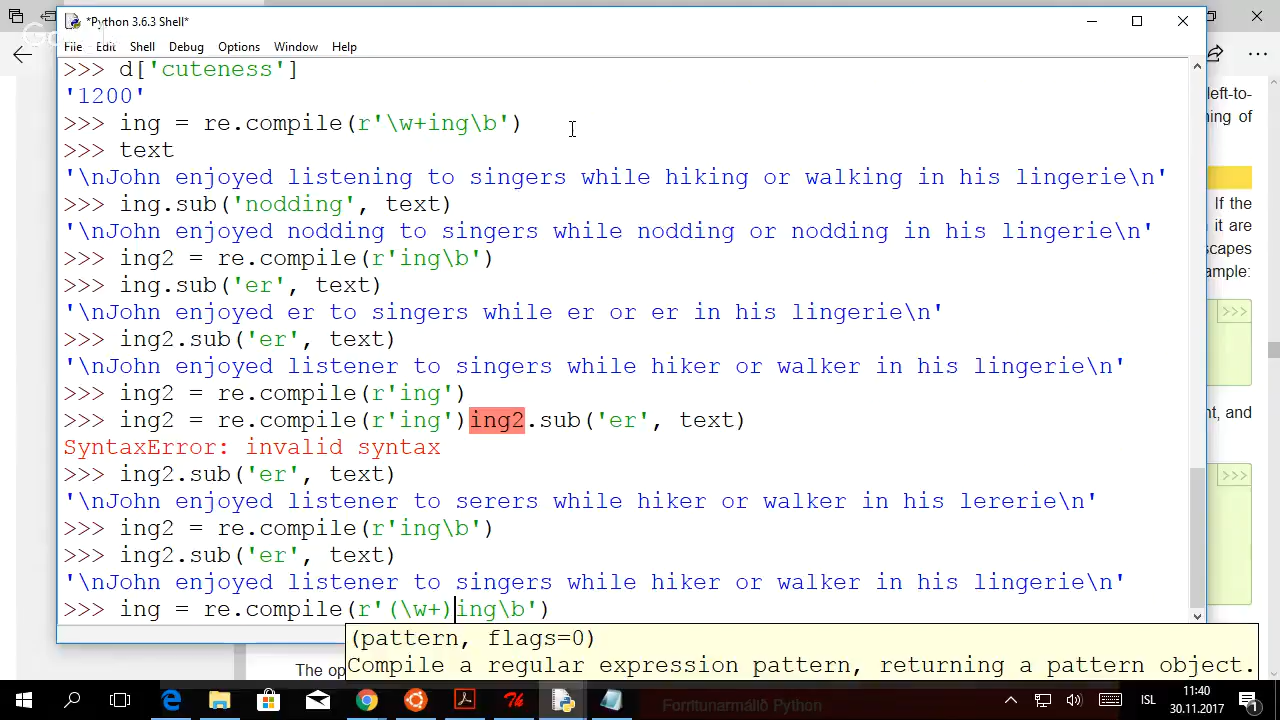 *Python 3.6.3 Shell*
File Edit Shell Debug Options Window Help
>>> d['cuteness']
'1200'
>>> ing = re.compile(r'\w+ing\b')
>>> text
'\nJohn enjoyed listening to singers while hiking or walking in his lingerie\n'
>>> ing.sub('nodding', text)
'\nJohn enjoyed nodding to singers while nodding or nodding in his lingerie\n'
>>> ing2 = re.compile(r'ing\b')
>>> ing.sub('er', text)
'\nJohn enjoyed er to singers while er or er in his lingerie\n'
>>> ing2.sub('er', text)
'\nJohn enjoyed listener to singers while hiker or walker in his lingerie\n'
>>> ing2 = re.compile(r'ing')
>>> ing2 = re.compile(r'ing')ing2.sub('er', text)
SyntaxError: invalid syntax
>>> ing2.sub('er', text)
'\nJohn enjoyed listener to serers while hiker or walker in his lererie\n'
>>> ing2 = re.compile(r'ing\b')
>>> ing2.sub('er', text)
'\nJohn enjoyed listener to singers while hiker or walker in his lingerie\n'
>>> ing = re.compile(r'(\w+)ing\b')
(pattern, flags=0)
Compile a regular expression pattern, returning a pattern object.
left-to-
ning of
If the
it are
scapes
ample:
>>>
nt, and
>>>
The op
ISL
11:40
30.11.2017
1
Forritunarmálið Python